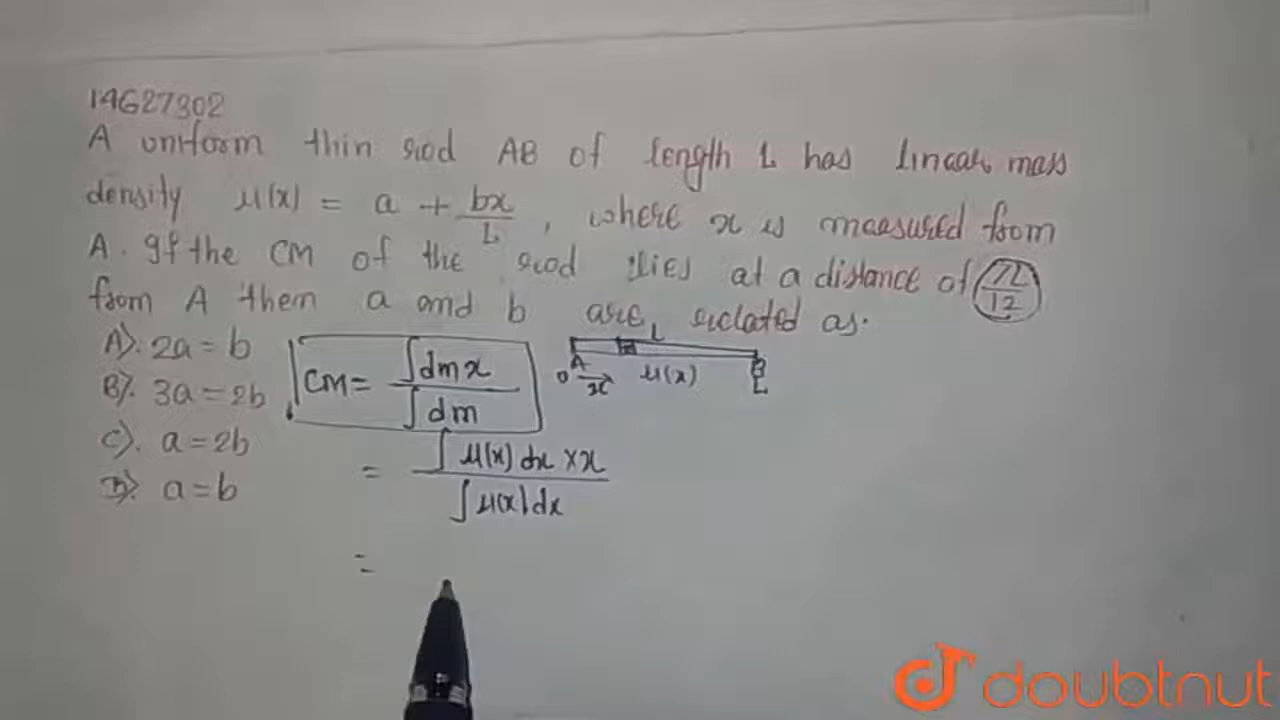 14627302
A uniform thin rod AB of length L has linear mass
density μ(x) = a + bx/L, where x is measured from
A. If the CM of the rod lies at a distance of 7L/12
from A then a and b are related as.
A). 2a = b
B). 3a = 2b
C). a = 2b
D). a = b
CM = ∫dm x / ∫dm
= ∫μ(x) dx × x / ∫μ(x) dx
=
L
A
B
0
x
μ(x)
L
doubtnut